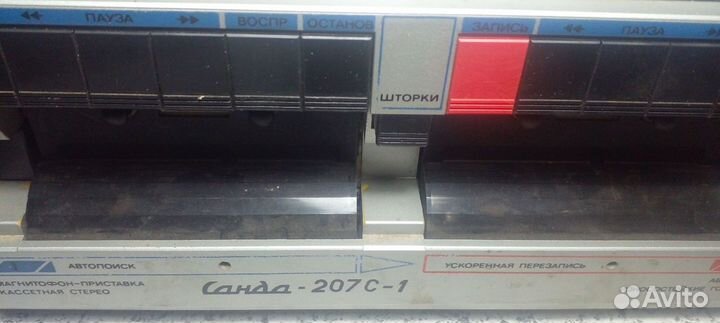 ◄◄ ПАУЗА ►► ВОСПР ОСТАНОВ ЗАПИСЬ ◄◄ ПАУЗА
ШТОРКИ
АВТОПОИСК УСКОРЕННАЯ ПЕРЕЗАПИСЬ
МАГНИТОФОН-ПРИСТАВКА
КАССЕТНАЯ СТЕРЕО
Санда-207С-1
Avito